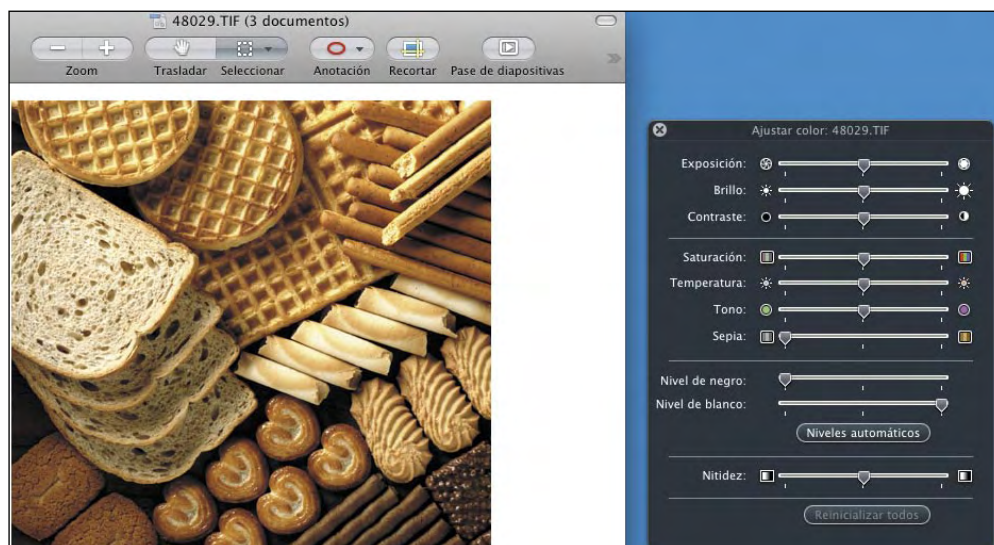 48029.TIF (3 documentos)
Zoom
Trasladar
Seleccionar
Anotación
Recortar
Pase de diapositivas
Ajustar color: 48029.TIF
Exposición:
Brillo:
Contraste:
Saturación:
Temperatura:
Tono:
Sepia:
Nivel de negro:
Nivel de blanco:
Niveles automáticos
Nitidez:
Reinicializar todos